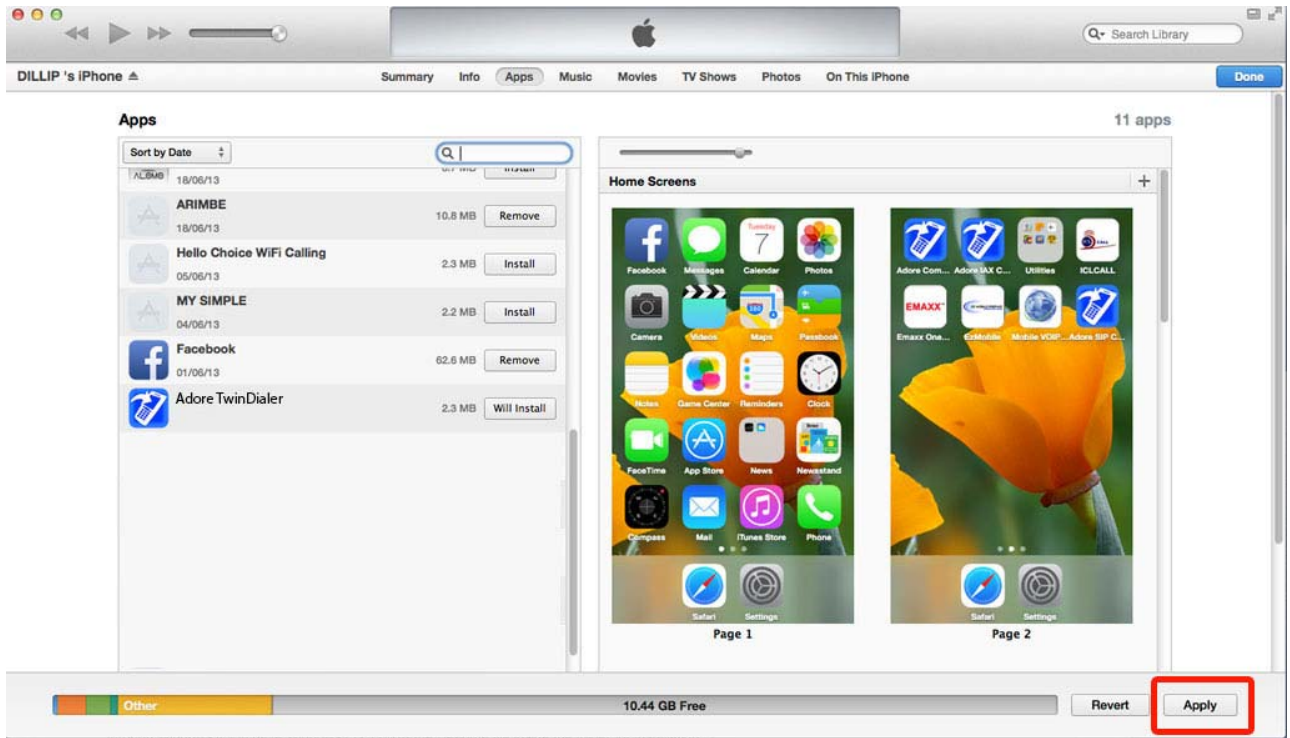 Search Library
DILLIP 's iPhone
Summary Info Apps Music Movies TV Shows Photos On This iPhone
Done
Apps
11 apps
Sort by Date
18/06/13
Install
Home Screens
ARIMBE
18/06/13
10.8 MB Remove
Hello Choice WiFi Calling
05/06/13
2.3 MB Install
MY SIMPLE
04/06/13
2.2 MB Install
Facebook
01/06/13
62.6 MB Remove
Adore TwinDialer
2.3 MB Will Install
Tuesday
7
Facebook Messages Calendar Photos
280
Camera Videos Maps Passbook
Notes Game Center Reminders Clock
FaceTime App Store News Newsstand
Compass Mail iTunes Store Phone
Safari Settings
Page 1
Adore Com... Adore IAX C... Utilities ICLCALL
EMAXX
Emaxx One... EzMobile Mobile VOIP... Adore SIP C...
Safari Settings
Page 2
Other
10.44 GB Free
Revert
Apply